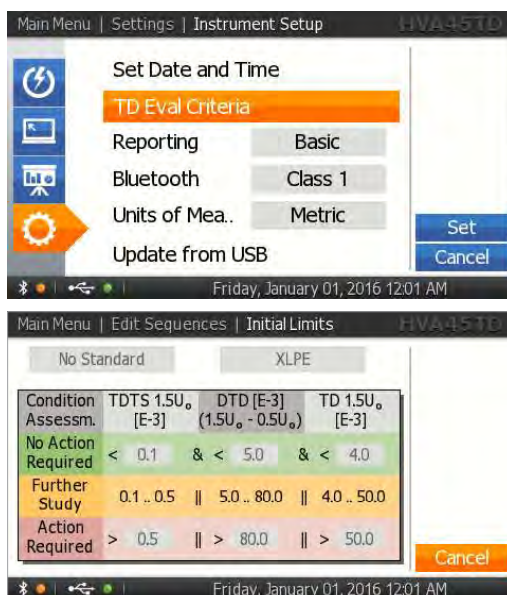 Main Menu | Settings | Instrument Setup HVA45TD
Set Date and Time
TD Eval Criteria
Reporting Basic
Bluetooth Class 1
Units of Mea.. Metric
Set
Update from USB
Cancel
Friday, January 01, 2016 12:01 AM
Main Menu | Edit Sequences | Initial Limits HVA45TD
No Standard XLPE
Condition TDTS 1.5Uₒ DTD [E-3] TD 1.5Uₒ
Assessm. [E-3] (1.5Uₒ - 0.5Uₒ) [E-3]
No Action
Required < 0.1 & < 5.0 & < 4.0
Further
Study 0.1 .. 0.5 || 5.0 .. 80.0 || 4.0 .. 50.0
Action
Required > 0.5 || > 80.0 || > 50.0
Cancel
Friday, January 01, 2016 12:01 AM